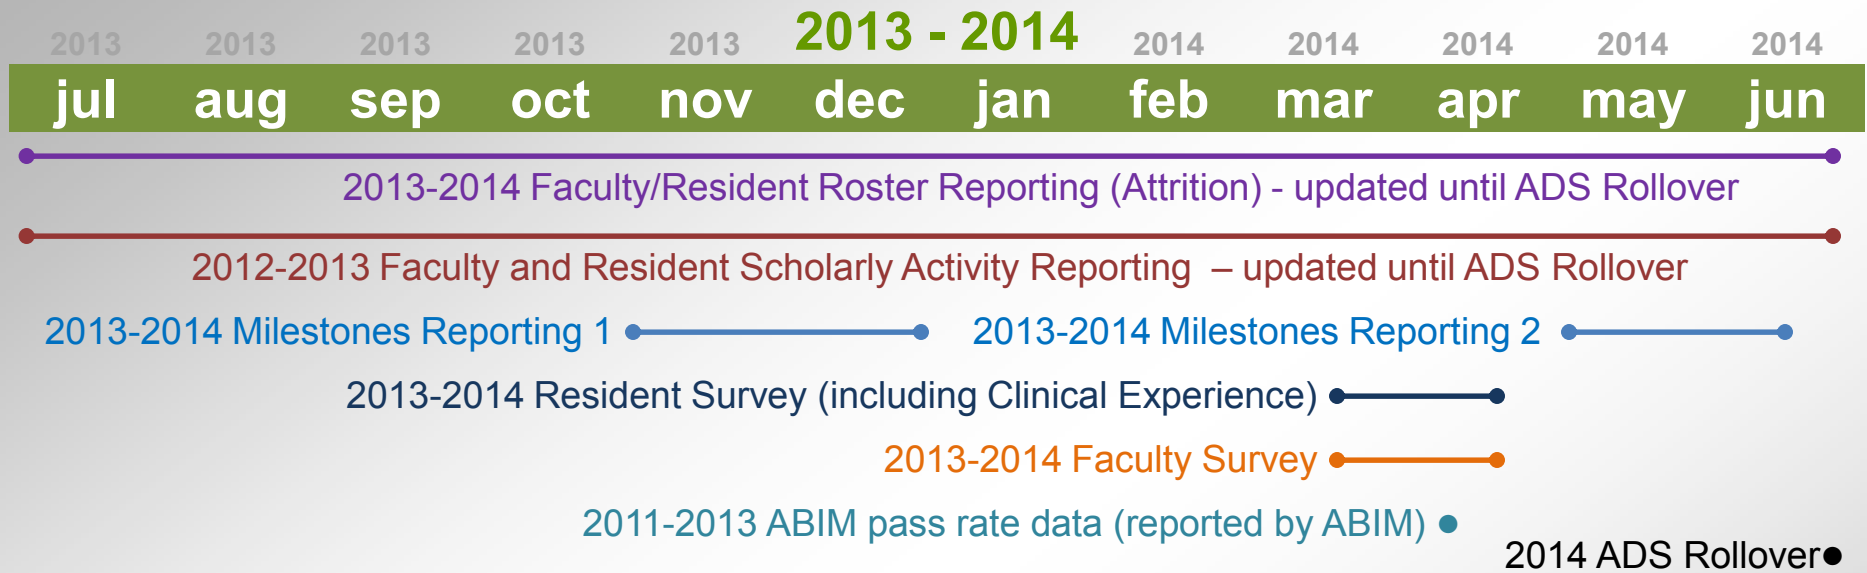 2013 2013 2013 2013 2013 2013 - 2014 2014 2014 2014 2014 2014
jul aug sep oct nov dec jan feb mar apr may jun
2013-2014 Faculty/Resident Roster Reporting (Attrition) - updated until ADS Rollover
2012-2013 Faculty and Resident Scholarly Activity Reporting – updated until ADS Rollover
2013-2014 Milestones Reporting 1 2013-2014 Milestones Reporting 2
2013-2014 Resident Survey (including Clinical Experience)
2013-2014 Faculty Survey
2011-2013 ABIM pass rate data (reported by ABIM)
2014 ADS Rollover